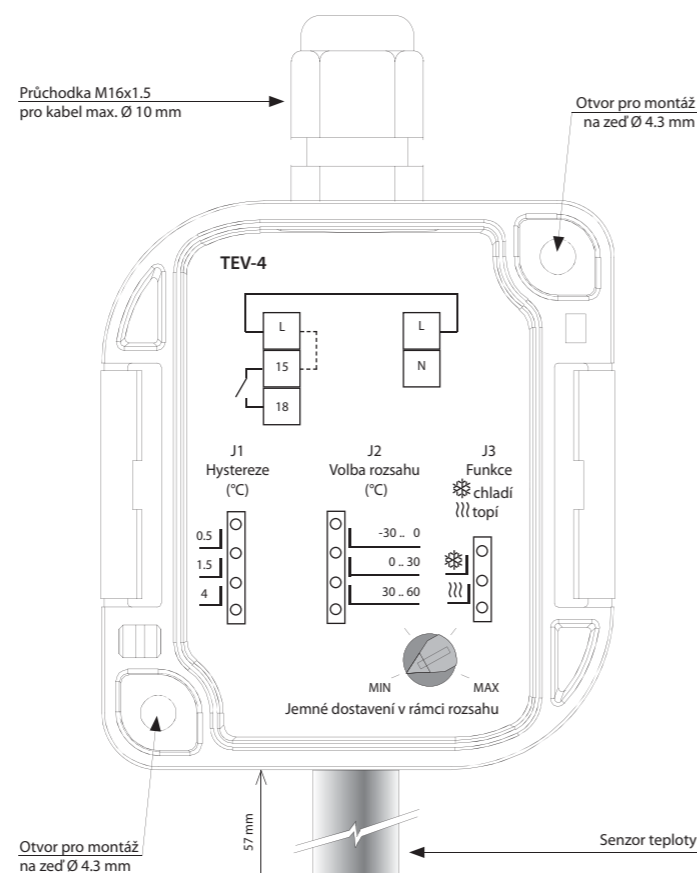 Průchodka M16x1.5
pro kabel max. Ø 10 mm
Otvor pro montáž
na zeď Ø 4.3 mm
TEV-4
L
15
18
L
N
J1
Hystereze
(°C)
0.5
1.5
4
J2
Volba rozsahu
(°C)
-30 .. 0
0 .. 30
30 .. 60
J3
Funkce
chladí
topí
MIN
MAX
Jemné dostavení v rámci rozsahu
57 mm
Otvor pro montáž
na zeď Ø 4.3 mm
Senzor teploty